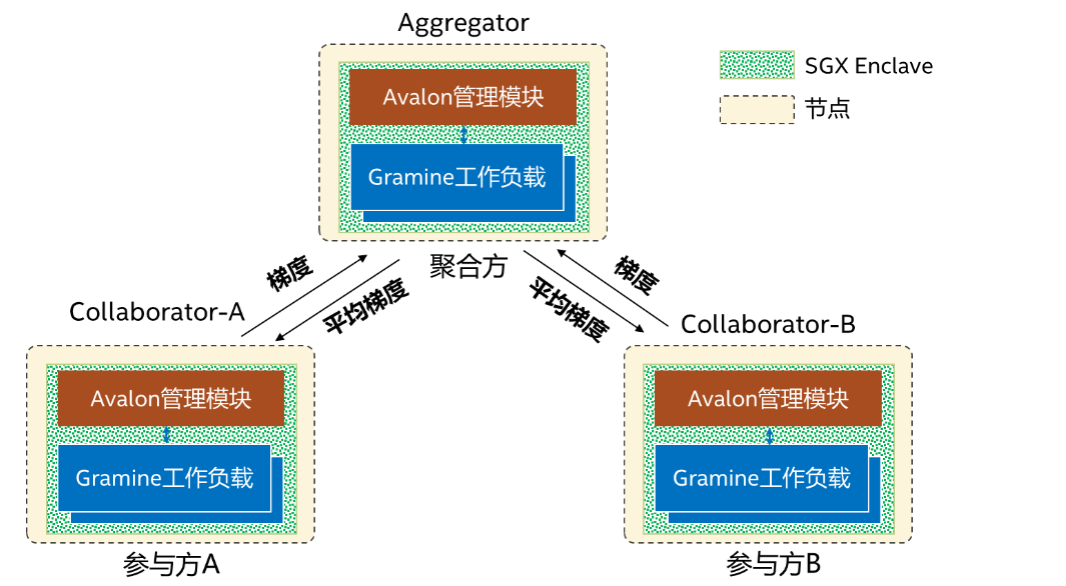 Aggregator
Avalon管理模块
Gramine工作负载
聚合方
SGX Enclave
节点
梯度
平均梯度
平均梯度
梯度
Collaborator-A
Avalon管理模块
Gramine工作负载
参与方A
Collaborator-B
Avalon管理模块
Gramine工作负载
参与方B